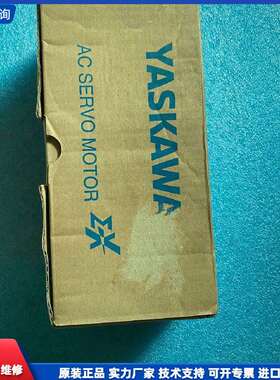 询
YASKAWA
AC SERVO MOTOR
ΣX
维修
原装正品 实力厂家 技术支持 可开专票 进口